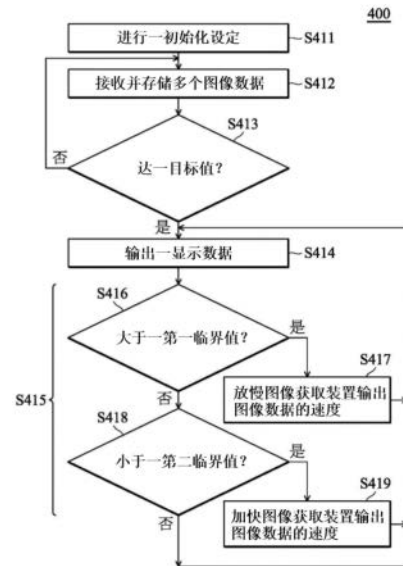 400
进行一初始化设定
S411
接收并存储多个图像数据
S412
S413
否
达一目标值?
是
输出一显示数据
S414
S416
大于一第一临界值?
是
S417
放慢图像获取装置输出
图像数据的速度
S415
否
S418
小于一第二临界值?
是
S419
加快图像获取装置输出
图像数据的速度
否